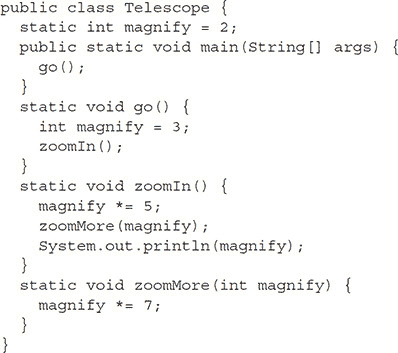 public class Telescope {
  static int magnify = 2;
  public static void main(String[] args) {
    go();
  }
  static void go() {
    int magnify = 3;
    zoomIn();
  }
  static void zoomIn() {
    magnify *= 5;
    zoomMore(magnify);
    System.out.println(magnify);
  }
  static void zoomMore(int magnify) {
    magnify *= 7;
  }
}